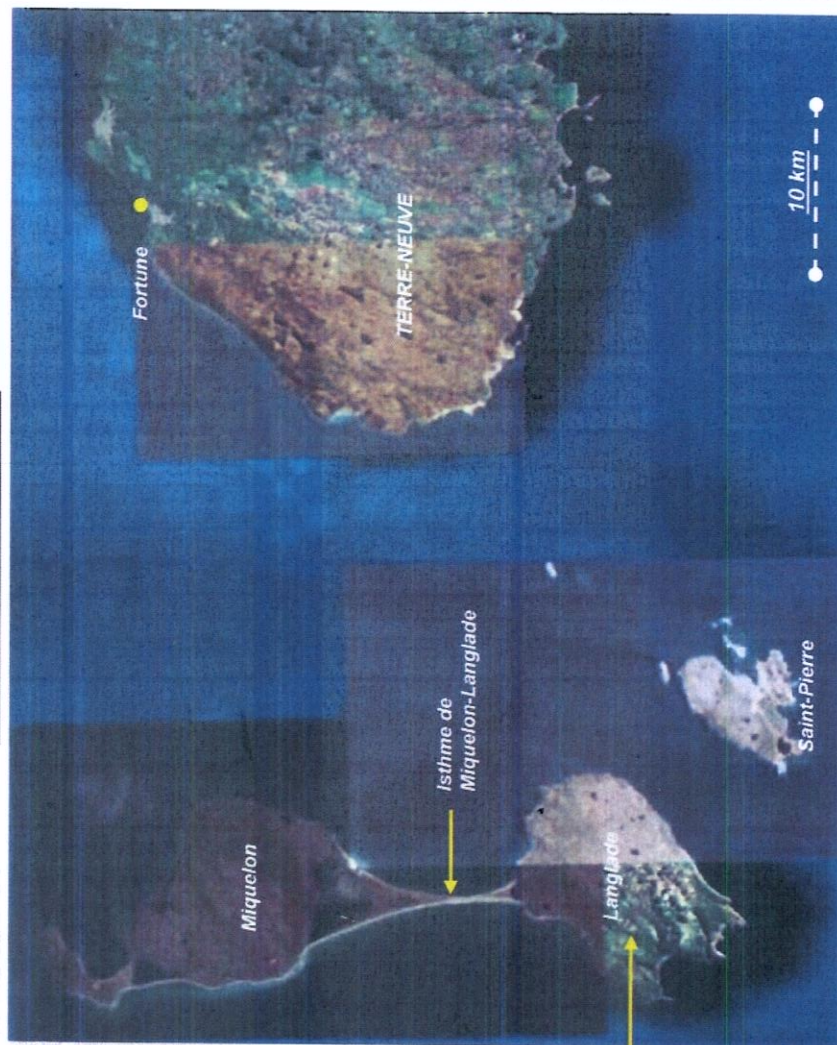 Fortune
TERRE-NEUVE
10 km
Isthme de
Miquelon-Langlade
Miquelon
Langlade
Saint-Pierre